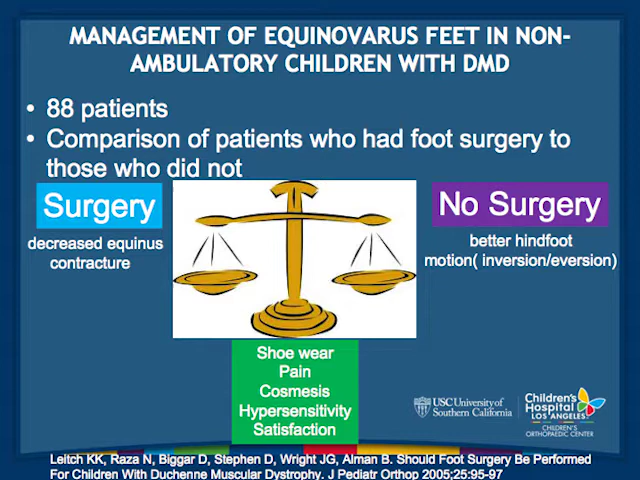 MANAGEMENT OF EQUINOVARUS FEET IN NON-
AMBULATORY CHILDREN WITH DMD
• 88 patients
• Comparison of patients who had foot surgery to
those who did not
Surgery
decreased equinus
contracture
No Surgery
better hindfoot
motion( inversion/eversion)
Shoe wear
Pain
Cosmesis
Hypersensitivity
Satisfaction
USC University of
Southern California
Children's
Hospital
LOS ANGELES
CHILDREN'S
ORTHOPAEDIC CENTER
Leitch KK, Raza N, Biggar D, Stephen D, Wright JG, Alman B. Should Foot Surgery Be Performed
For Children With Duchenne Muscular Dystrophy. J Pediatr Orthop 2005;25:95-97